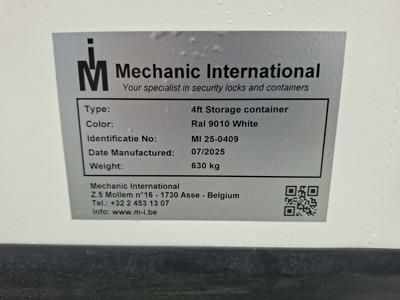 iM Mechanic International
Your specialist in security locks and containers
Type: 4ft Storage container
Color: Ral 9010 White
Identificatie No: MI 25-0409
Date Manufactured: 07/2025
Weight: 630 kg
Mechanic International
Z.5 Mollem n°16 - 1730 Asse - Belgium
Tel.: +32 2 453 13 07
Info: www.m-i.be